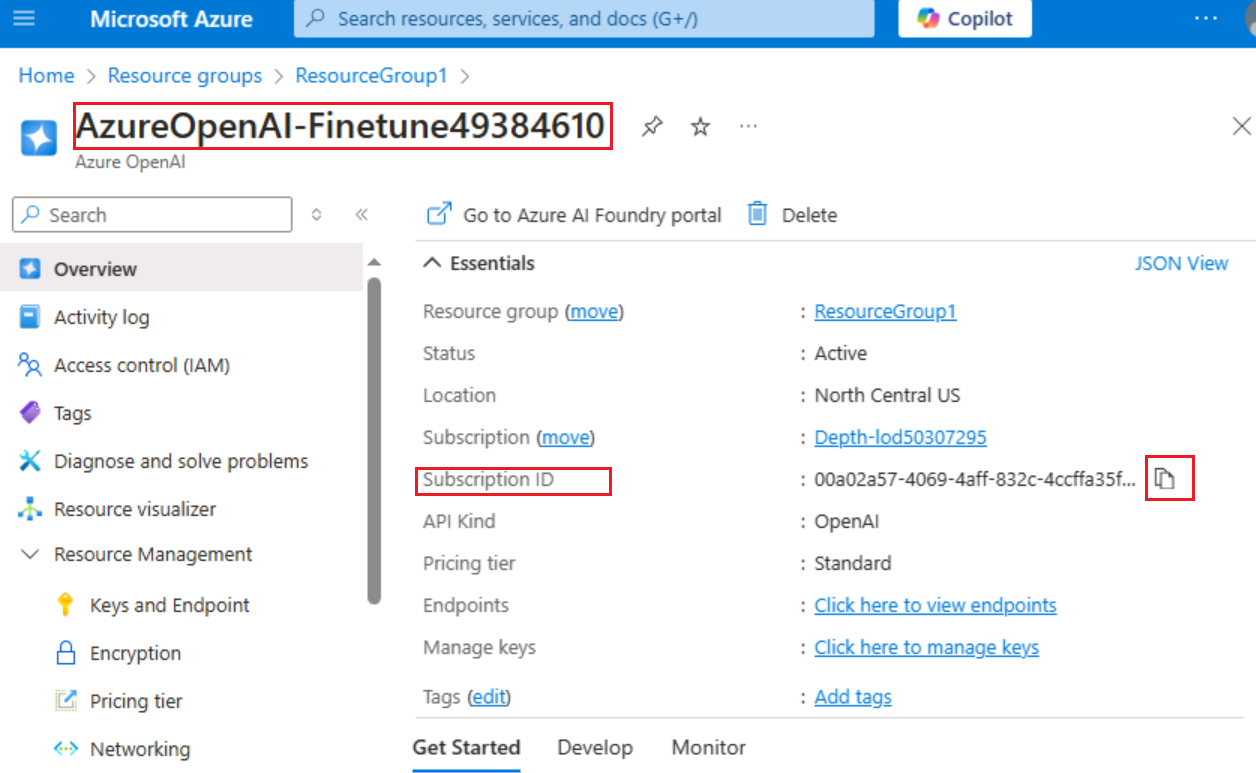 Microsoft Azure
Search resources, services, and docs (G+/)
Copilot
...
Home > Resource groups > ResourceGroup1 >
AzureOpenAI-Finetune49384610
...
Azure OpenAI
Search
Go to Azure AI Foundry portal
Delete
Overview
Activity log
Access control (IAM)
Tags
Diagnose and solve problems
Resource visualizer
Resource Management
Keys and Endpoint
Encryption
Pricing tier
Networking
Essentials
JSON View
Resource group (move) : ResourceGroup1
Status : Active
Location : North Central US
Subscription (move) : Depth-lod50307295
Subscription ID : 00a02a57-4069-4aff-832c-4ccffa35f...
API Kind : OpenAI
Pricing tier : Standard
Endpoints : Click here to view endpoints
Manage keys : Click here to manage keys
Tags (edit) : Add tags
Get Started Develop Monitor